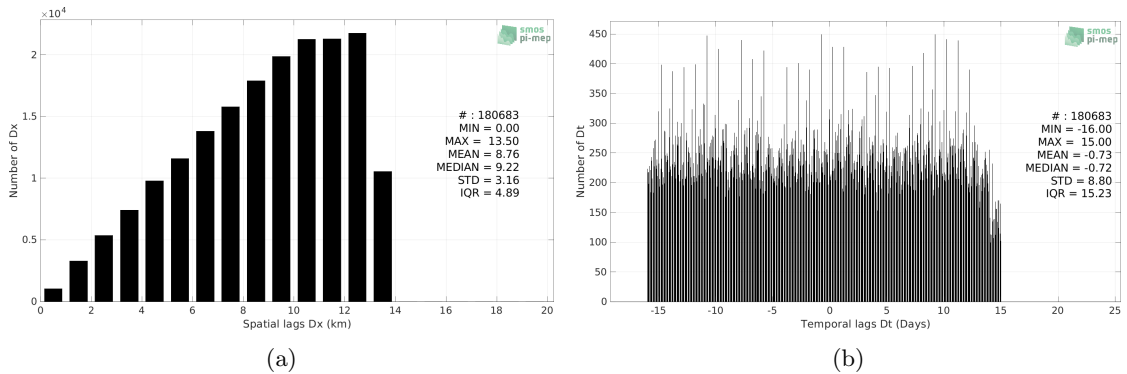 ×10⁴
2
1.5
1
0.5
0
0 2 4 6 8 10 12 14 16 18 20
Number of Dx
Spatial lags Dx (km)
smos
pi-mep
# : 180683
MIN = 0.00
MAX = 13.50
MEAN = 8.76
MEDIAN = 9.22
STD = 3.16
IQR = 4.89
(a)
450
400
350
300
250
200
150
100
50
0
-15 -10 -5 0 5 10 15 20 25
Number of Dt
Temporal lags Dt (Days)
smos
pi-mep
# : 180683
MIN = -16.00
MAX = 15.00
MEAN = -0.73
MEDIAN = -0.72
STD = 8.80
IQR = 15.23
(b)